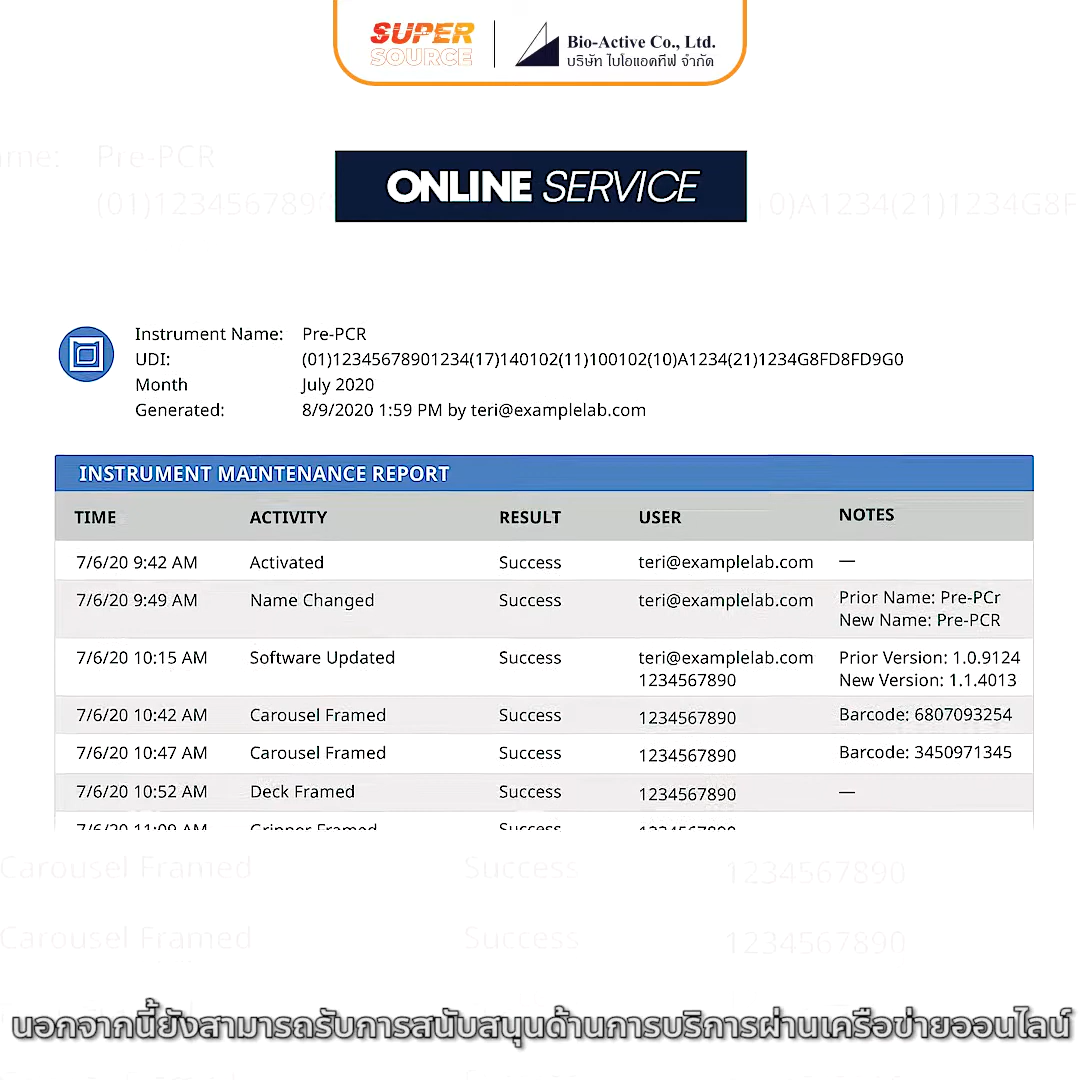 SUPER
SOURCE
Bio-Active Co., Ltd.
บริษัท ไบโอแอคทีฟ จำกัด
Pre-PCR
ONLINE SERVICE
Instrument Name: Pre-PCR
UDI: (01)12345678901234(17)140102(11)100102(10)A1234(21)1234G8FD8FD9G0
Month July 2020
Generated: 8/9/2020 1:59 PM by teri@examplelab.com
INSTRUMENT MAINTENANCE REPORT
TIME ACTIVITY RESULT USER NOTES
7/6/20 9:42 AM Activated Success teri@examplelab.com —
7/6/20 9:49 AM Name Changed Success teri@examplelab.com Prior Name: Pre-PCr
New Name: Pre-PCR
7/6/20 10:15 AM Software Updated Success teri@examplelab.com Prior Version: 1.0.9124
1234567890 New Version: 1.1.4013
7/6/20 10:42 AM Carousel Framed Success 1234567890 Barcode: 6807093254
7/6/20 10:47 AM Carousel Framed Success 1234567890 Barcode: 3450971345
7/6/20 10:52 AM Deck Framed Success 1234567890 —
7/6/20 11:09 AM Gripper Framed Success 1234567890
Carousel Framed Success 1234567890
Carousel Framed Success 1234567890
นอกจากนี้ยังสามารถรับการสนับสนุนด้านการบริการผ่านเครือข่ายออนไลน์